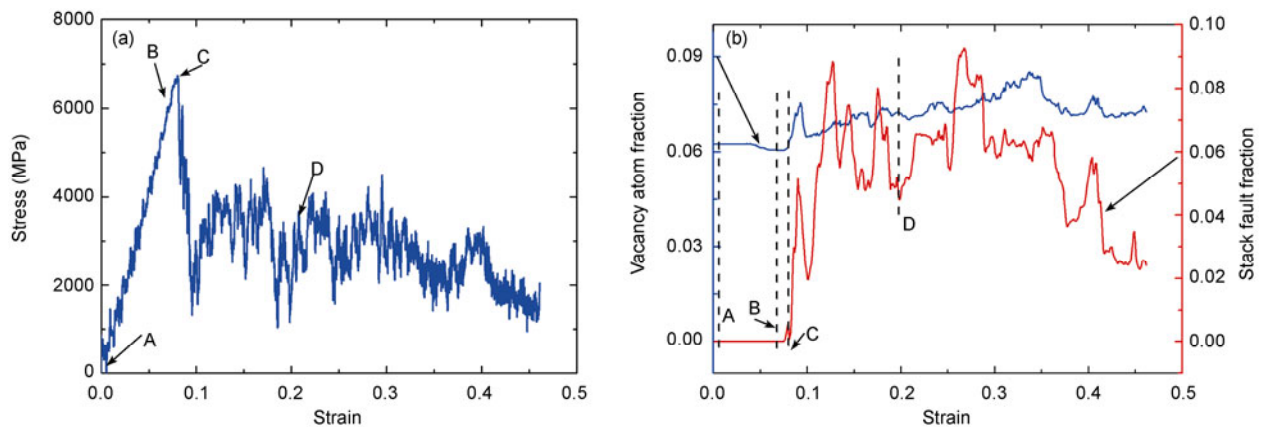 (a)
8000
6000
4000
2000
0
Stress (MPa)
B
C
D
A
0.0 0.1 0.2 0.3 0.4 0.5
Strain
(b)
0.09
0.06
0.03
0.00
Vacancy atom fraction
A
B
C
D
0.10
0.08
0.06
0.04
0.02
0.00
Stack fault fraction
0.0 0.1 0.2 0.3 0.4 0.5
Strain